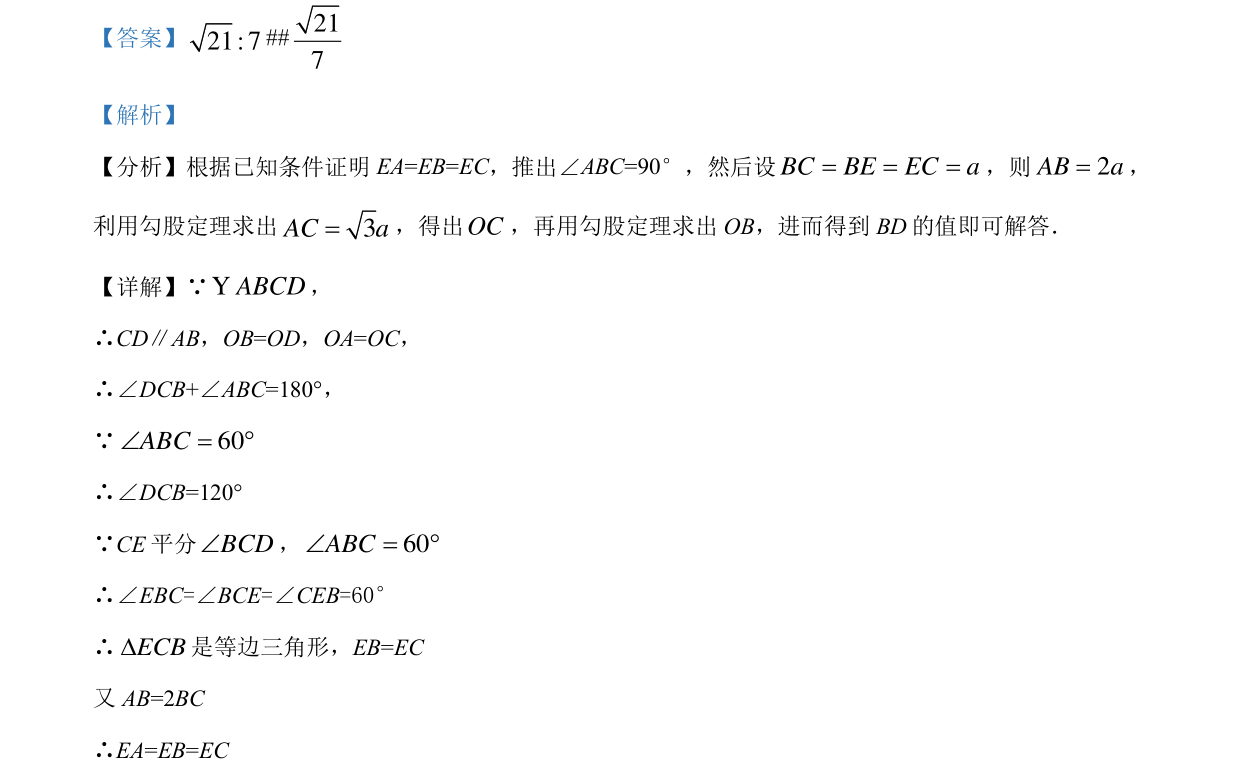 【答案】√21:7##√21/7
【解析】
【分析】根据已知条件证明 EA=EB=EC，推出∠ABC=90°，然后设 BC = BE = EC = a，则 AB = 2a，
利用勾股定理求出 AC = √3a，得出 OC，再用勾股定理求出 OB，进而得到 BD 的值即可解答．
【详解】∵Y ABCD，
∴CD∥AB，OB=OD，OA=OC，
∴∠DCB+∠ABC=180°，
∵∠ABC = 60°
∴∠DCB=120°
∵CE 平分∠BCD，∠ABC = 60°
∴∠EBC=∠BCE=∠CEB=60°
∴ΔECB 是等边三角形，EB=EC
又 AB=2BC
∴EA=EB=EC